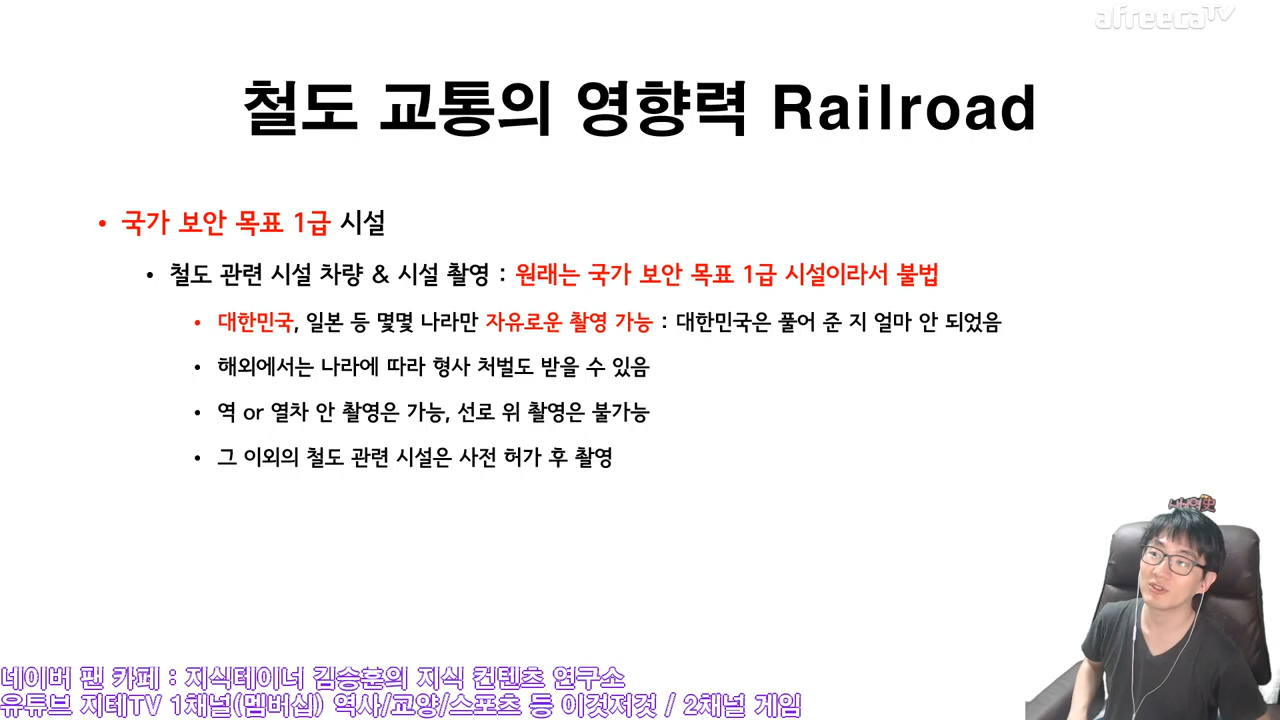 afreecaTV
철도 교통의 영향력 Railroad
• 국가 보안 목표 1급 시설
• 철도 관련 시설 차량 & 시설 촬영 : 원래는 국가 보안 목표 1급 시설이라서 불법
• 대한민국, 일본 등 몇몇 나라만 자유로운 촬영 가능 : 대한민국은 풀어 준 지 얼마 안 되었음
• 해외에서는 나라에 따라 형사 처벌도 받을 수 있음
• 역 or 열차 안 촬영은 가능, 선로 위 촬영은 불가능
• 그 이외의 철도 관련 시설은 사전 허가 후 촬영
네이버 팬 카페 : 지식테이너 김승훈의 지식 컨텐츠 연구소
유튜브 지테TV 1채널(멤버십) 역사/교양/스포츠 등 이것저것 / 2채널 게임